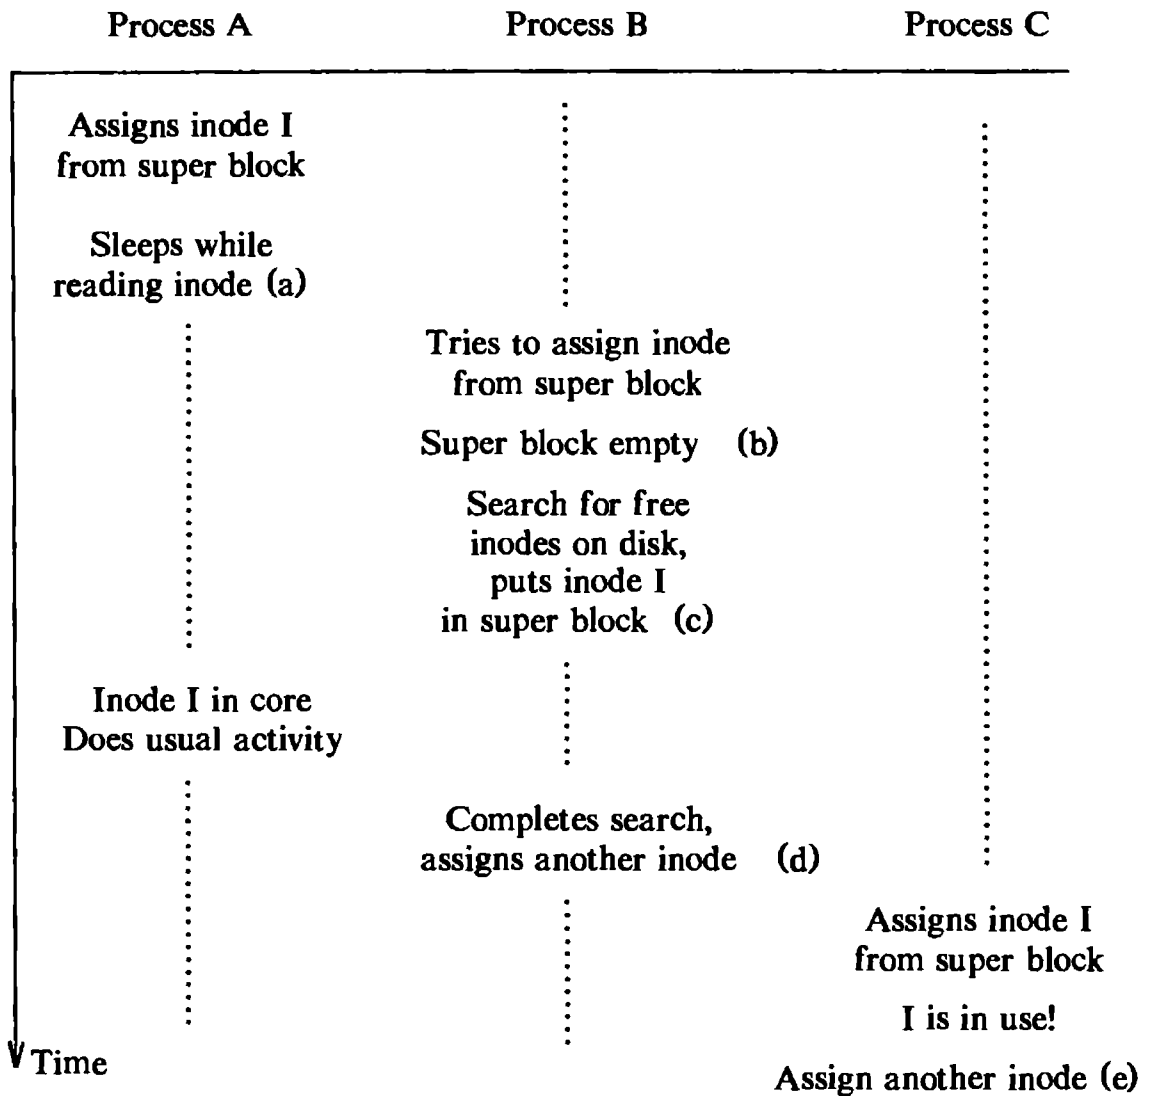 Process A
Process B
Process C
Assigns inode I
from super block
Sleeps while
reading inode (a)
Tries to assign inode
from super block
Super block empty (b)
Search for free
inodes on disk,
puts inode I
in super block (c)
Inode I in core
Does usual activity
Completes search,
assigns another inode (d)
Assigns inode I
from super block
I is in use!
Assign another inode (e)
Time